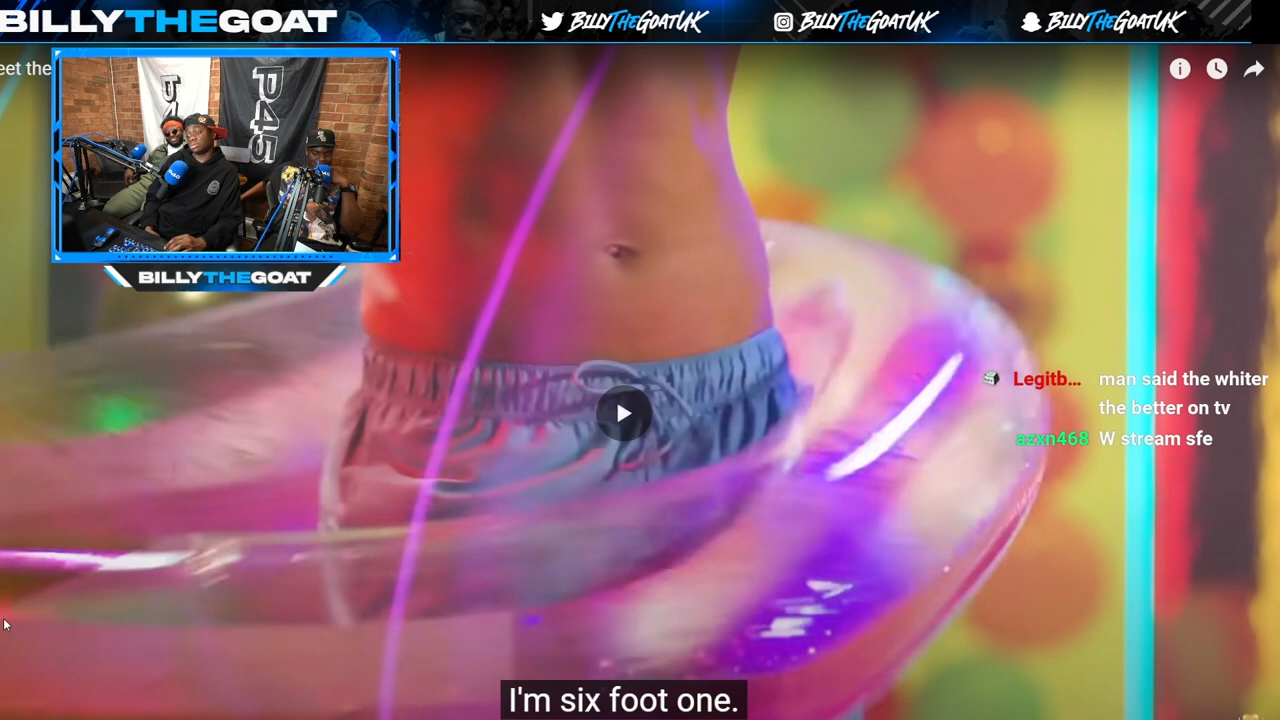 BILLYTHEGOAT
BILLYTHEGOATUK
BILLYTHEGOATUK
BILLYTHEGOATUK
eet the
P45
BILLYTHEGOAT
Legitb... man said the whiter
the better on tv
azxn468 W stream sfe
I'm six foot one.